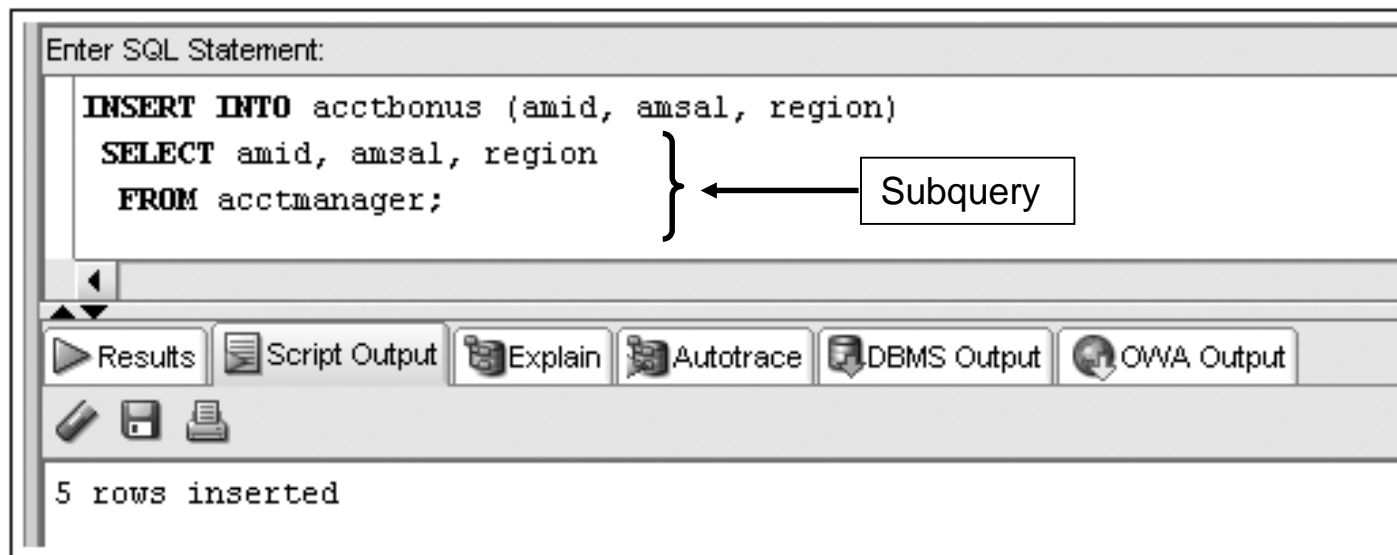 Enter SQL Statement:
INSERT INTO acctbonus (amid, amsal, region)
SELECT amid, amsal, region
FROM acctmanager;
Subquery
Results Script Output Explain Autotrace DBMS Output OWA Output
5 rows inserted